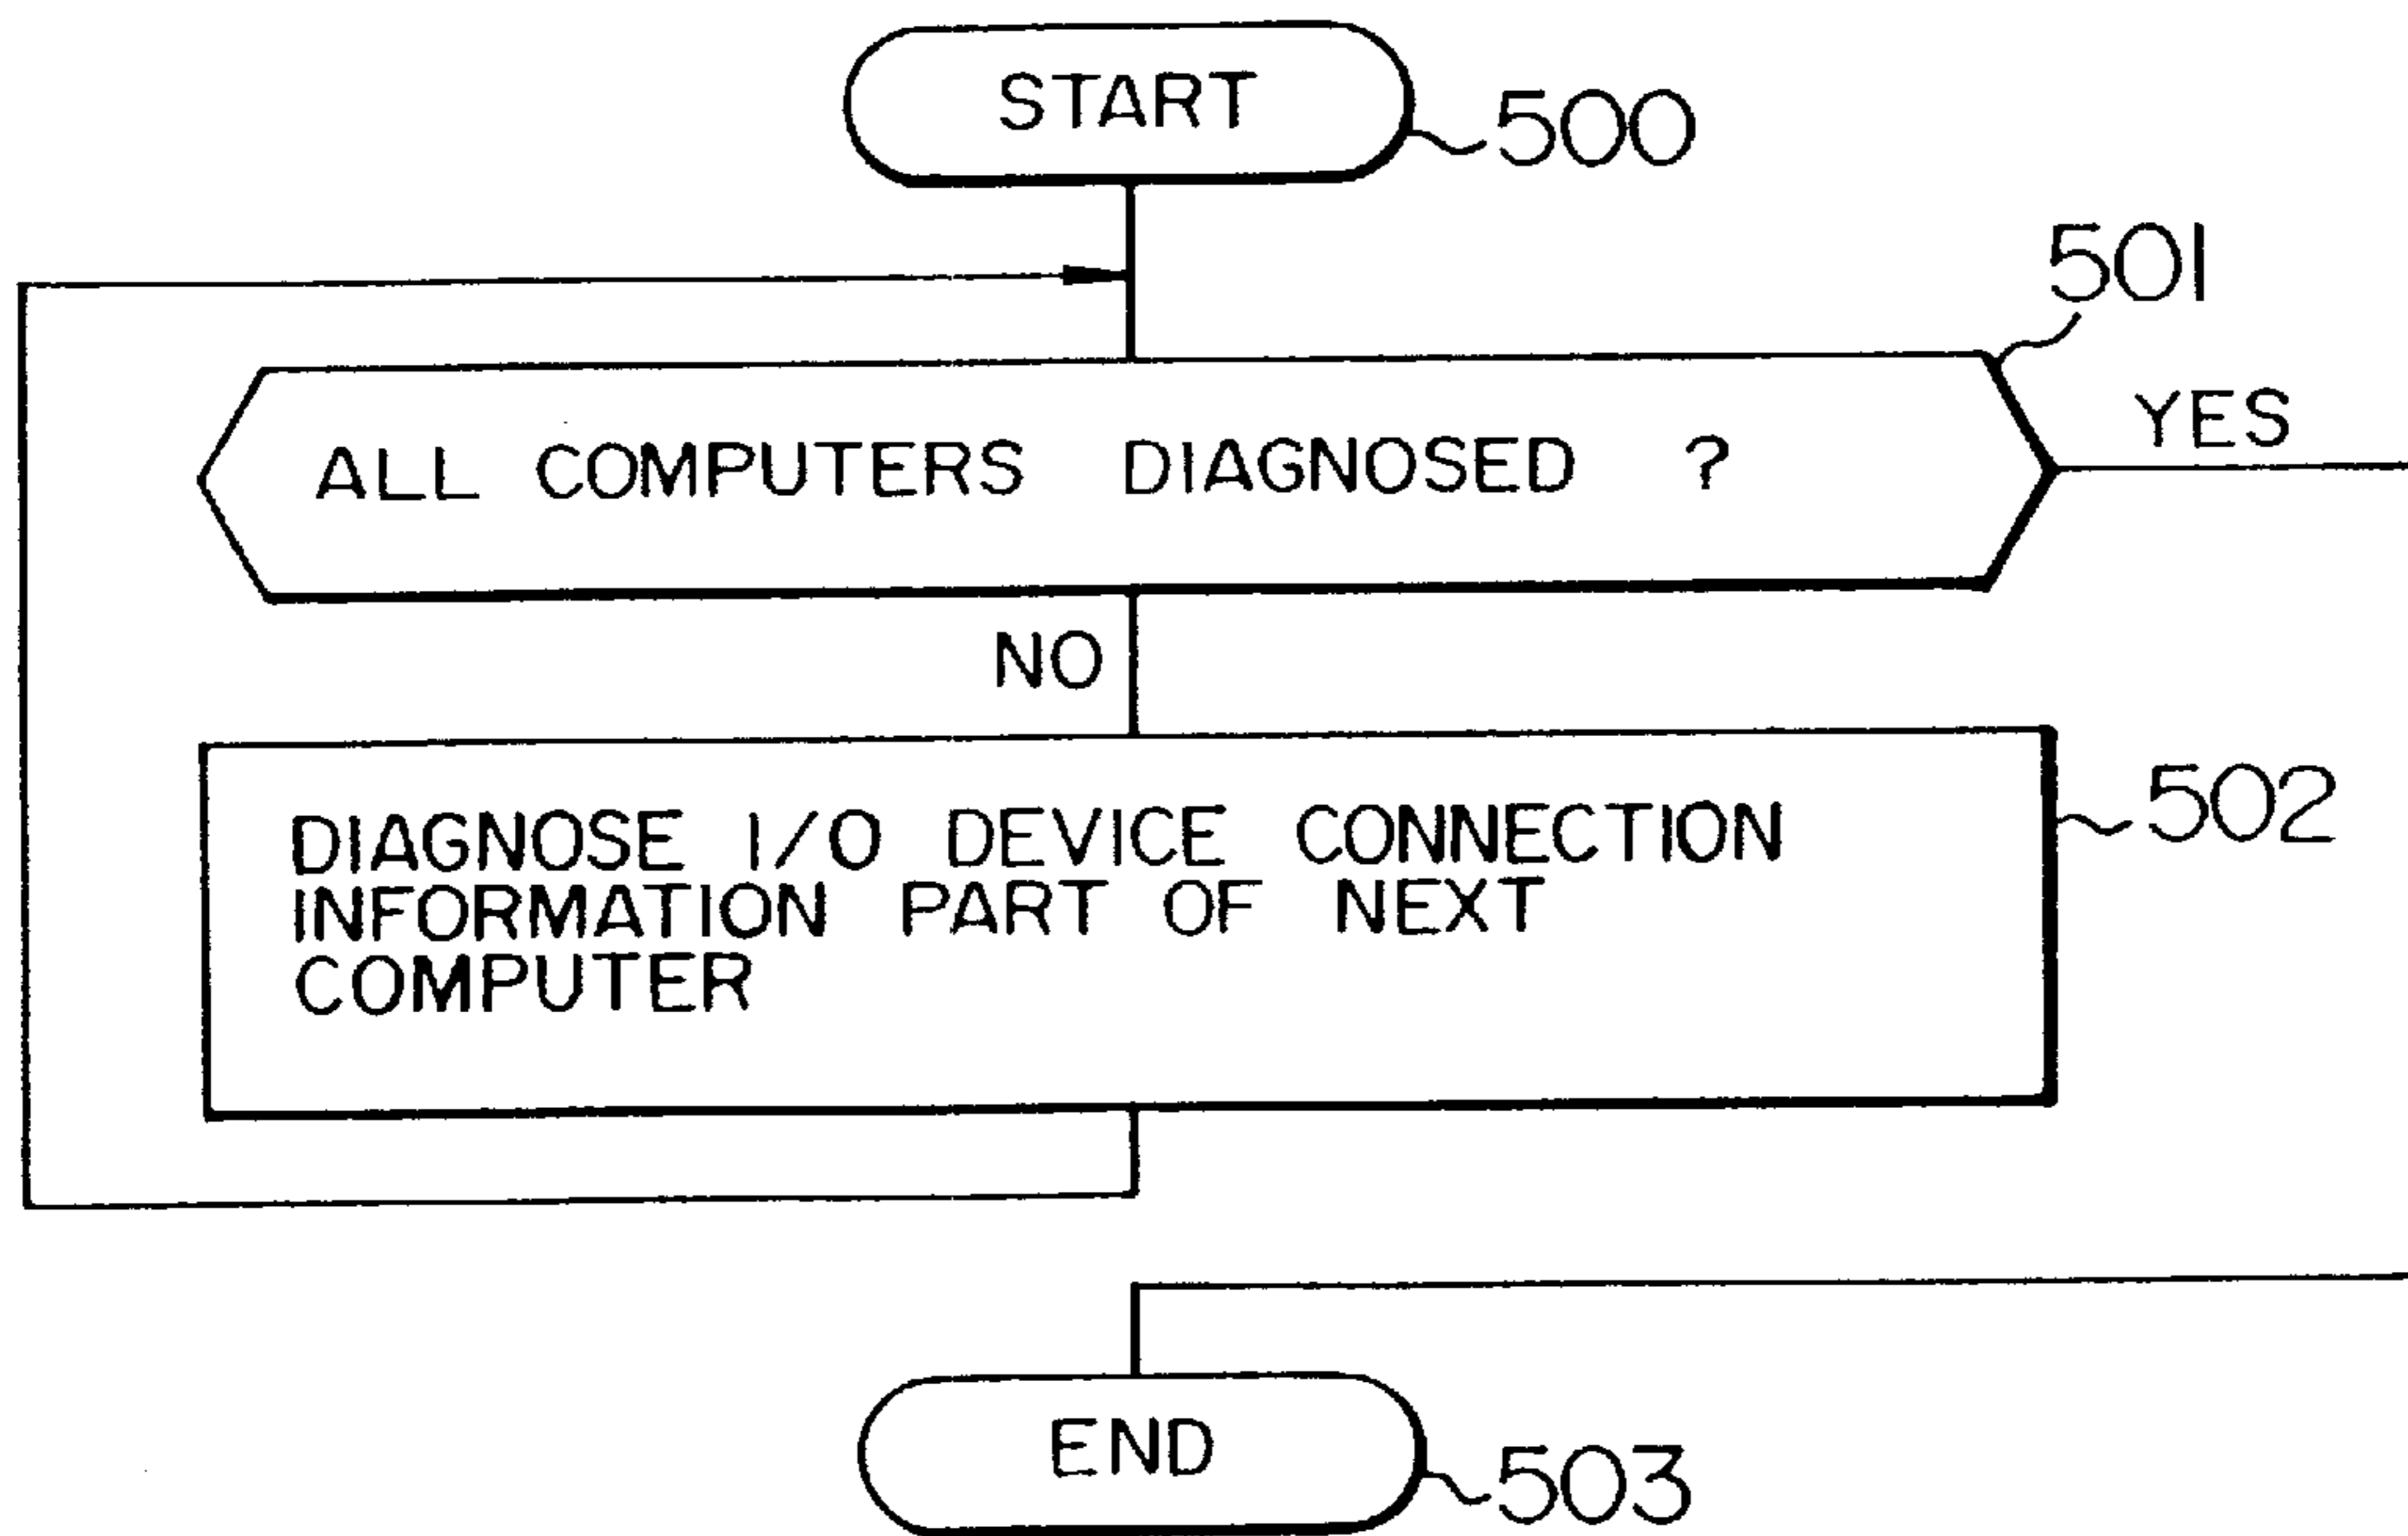 START
500
501
ALL COMPUTERS DIAGNOSED ?
YES
NO
DIAGNOSE I/O DEVICE CONNECTION
INFORMATION PART OF NEXT
COMPUTER
502
END
503